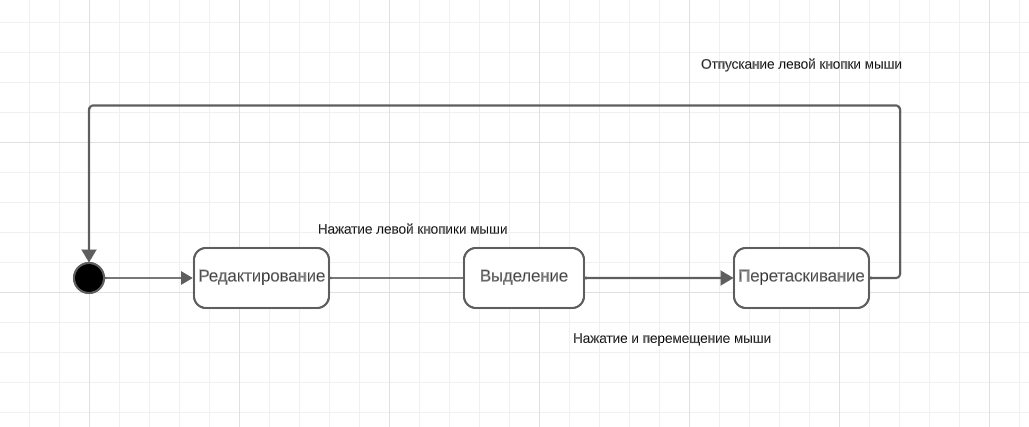 Отпускание левой кнопки мыши
Нажатие левой кнопики мыши
Редактирование
Выделение
Перетаскивание
Нажатие и перемещение мыши